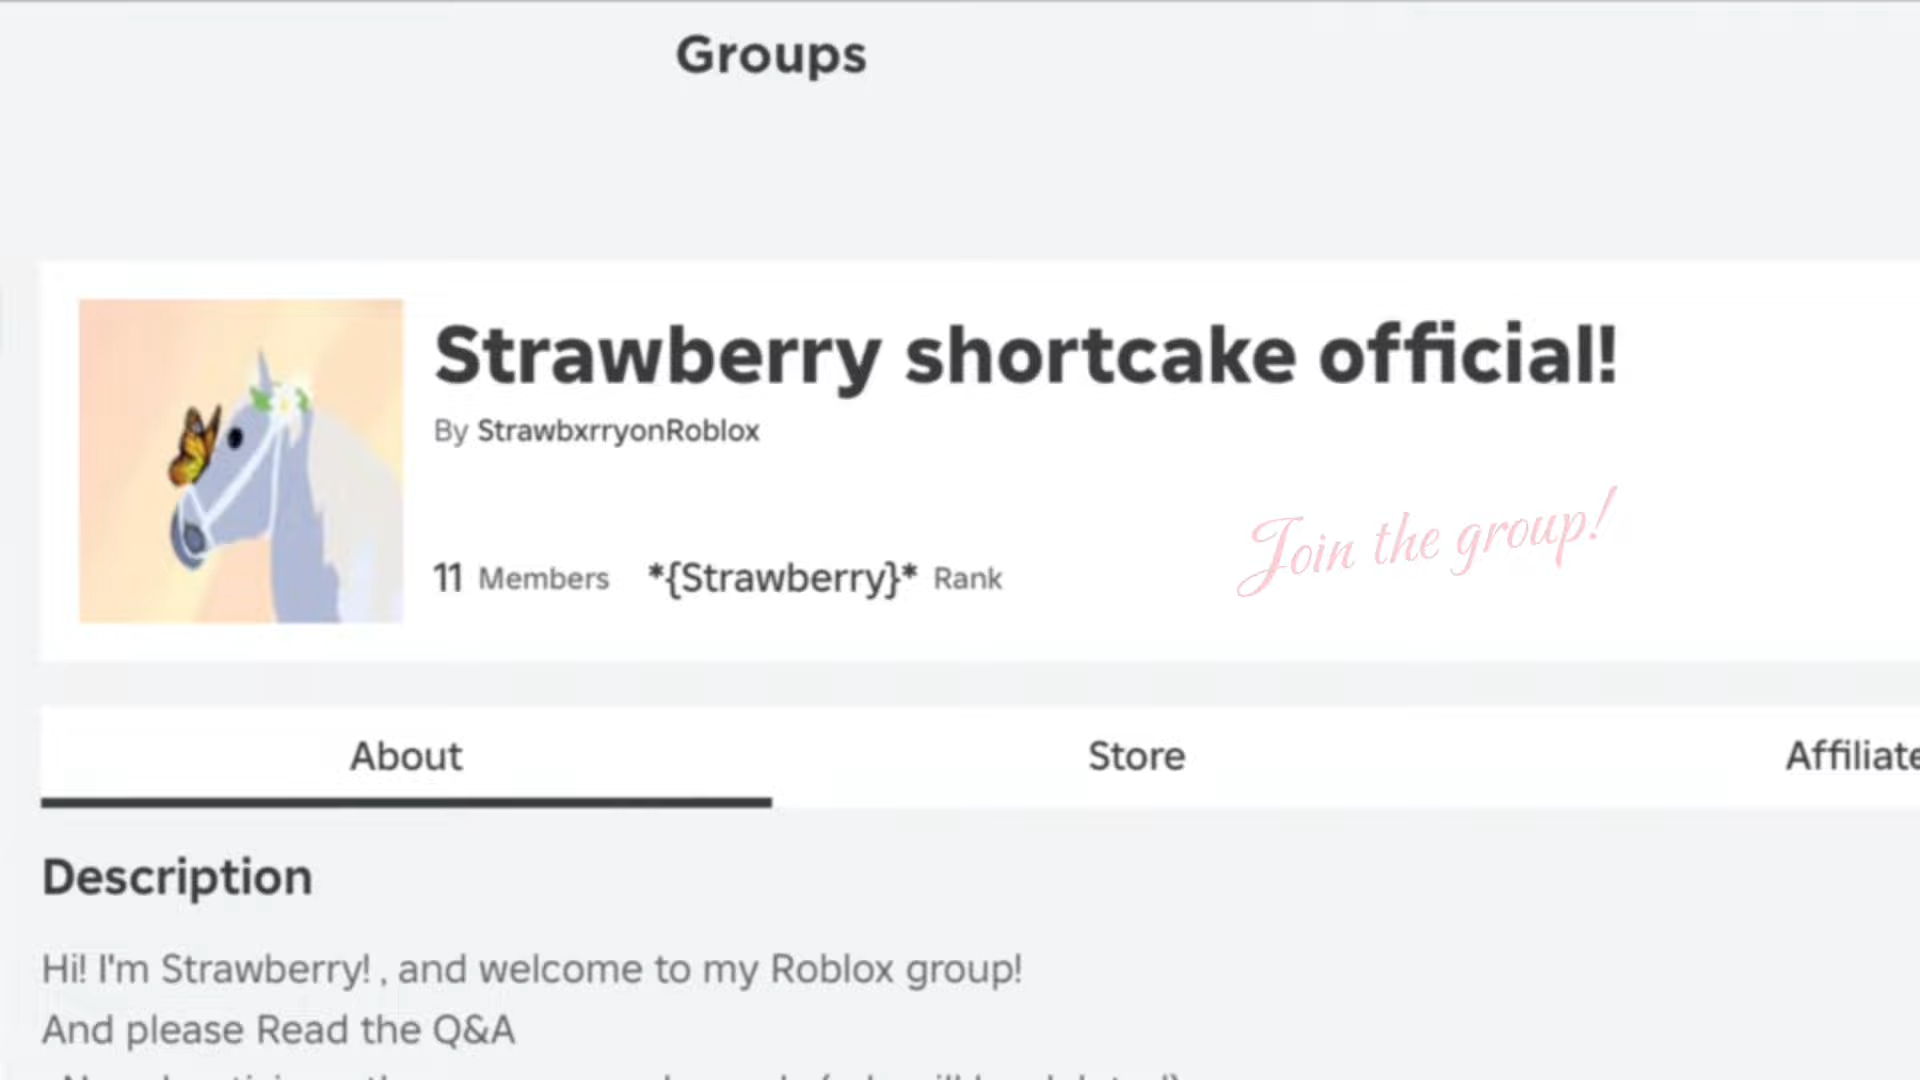 Groups
Strawberry shortcake official!
By StrawbxrryonRoblox
Join the group!
11 Members *{Strawberry}* Rank
About Store
Description
Hi! I'm Strawberry! , and welcome to my Roblox group!
And please Read the Q&A